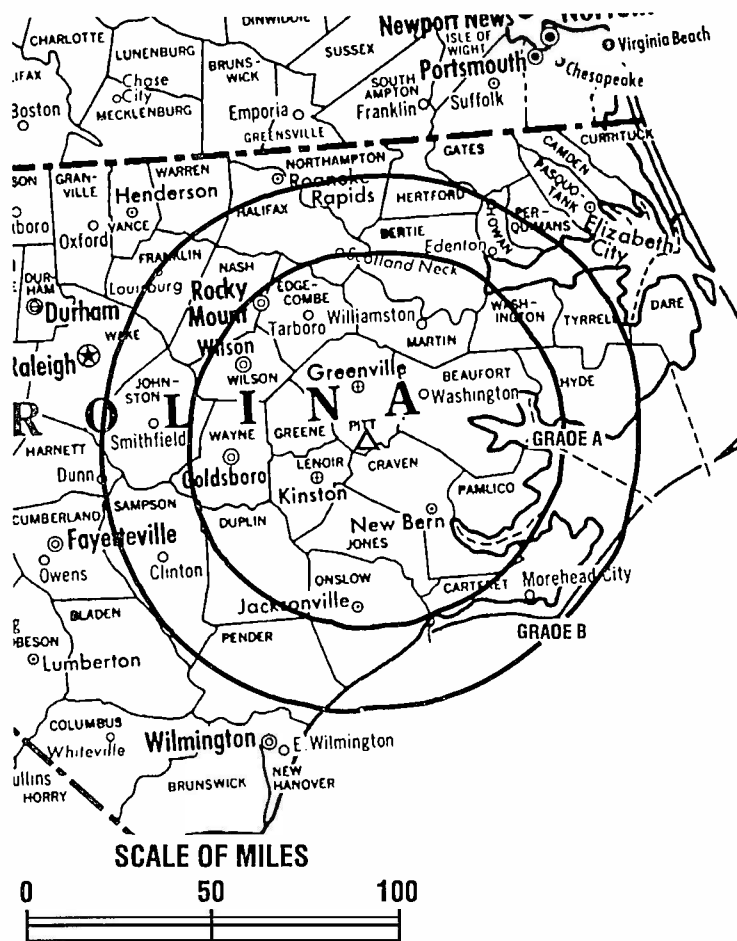 CHARLOTTE
LUNENBURG
DINWIDDIE
SUSSEX
Newport News
ISLE OF
WIGHT
Virginia Beach
BRUNS-
WICK
Portsmouth
Chesapeake
Chase
City
SOUTH
AMPTON
Suffolk
Boston
MECKLENBURG
Emporia
Franklin
GREENSVILLE
CURRITUCK
GATES
CAMDEN
GRAN-
VILLE
WARREN
NORTHAMPTON
PASQUO-
TANK
Henderson
Roanoke
Rapids
HERTFORD
Elizabeth
City
Oxford
VANCE
HALIFAX
CHOWAN
PER-
QUIMANS
BERTIE
FRANKLIN
Edenton
Scotland Neck
NASH
DUR-
HAM
Louisburg
Rocky
Mount
EDGE-
COMBE
Durham
Tarboro
Williamston
WASH-
INGTON
DARE
WAKE
TYRRELL
MARTIN
Raleigh
Wilson
WILSON
Greenville
BEAUFORT
HYDE
JOHN-
STON
Washington
R O L I N A
Smithfield
WAYNE
GREENE
PITT
GRADE A
HARNETT
Goldsboro
LENOIR
CRAVEN
Dunn
Kinston
PAMLICO
SAMPSON
CUMBERLAND
DUPLIN
New Bern
Fayetteville
JONES
Owens
Clinton
ONSLOW
CARTERET
Morehead City
Jacksonville
BLADEN
GRADE B
PENDER
Lumberton
COLUMBUS
Whiteville
Wilmington
E. Wilmington
HORRY
BRUNSWICK
NEW
HANOVER
SCALE OF MILES
0 50 100